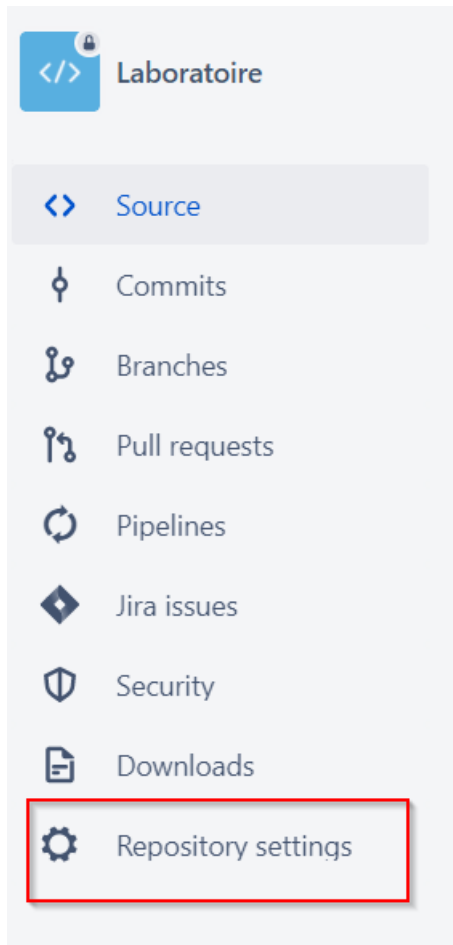 Laboratoire
Source
Commits
Branches
Pull requests
Pipelines
Jira issues
Security
Downloads
Repository settings